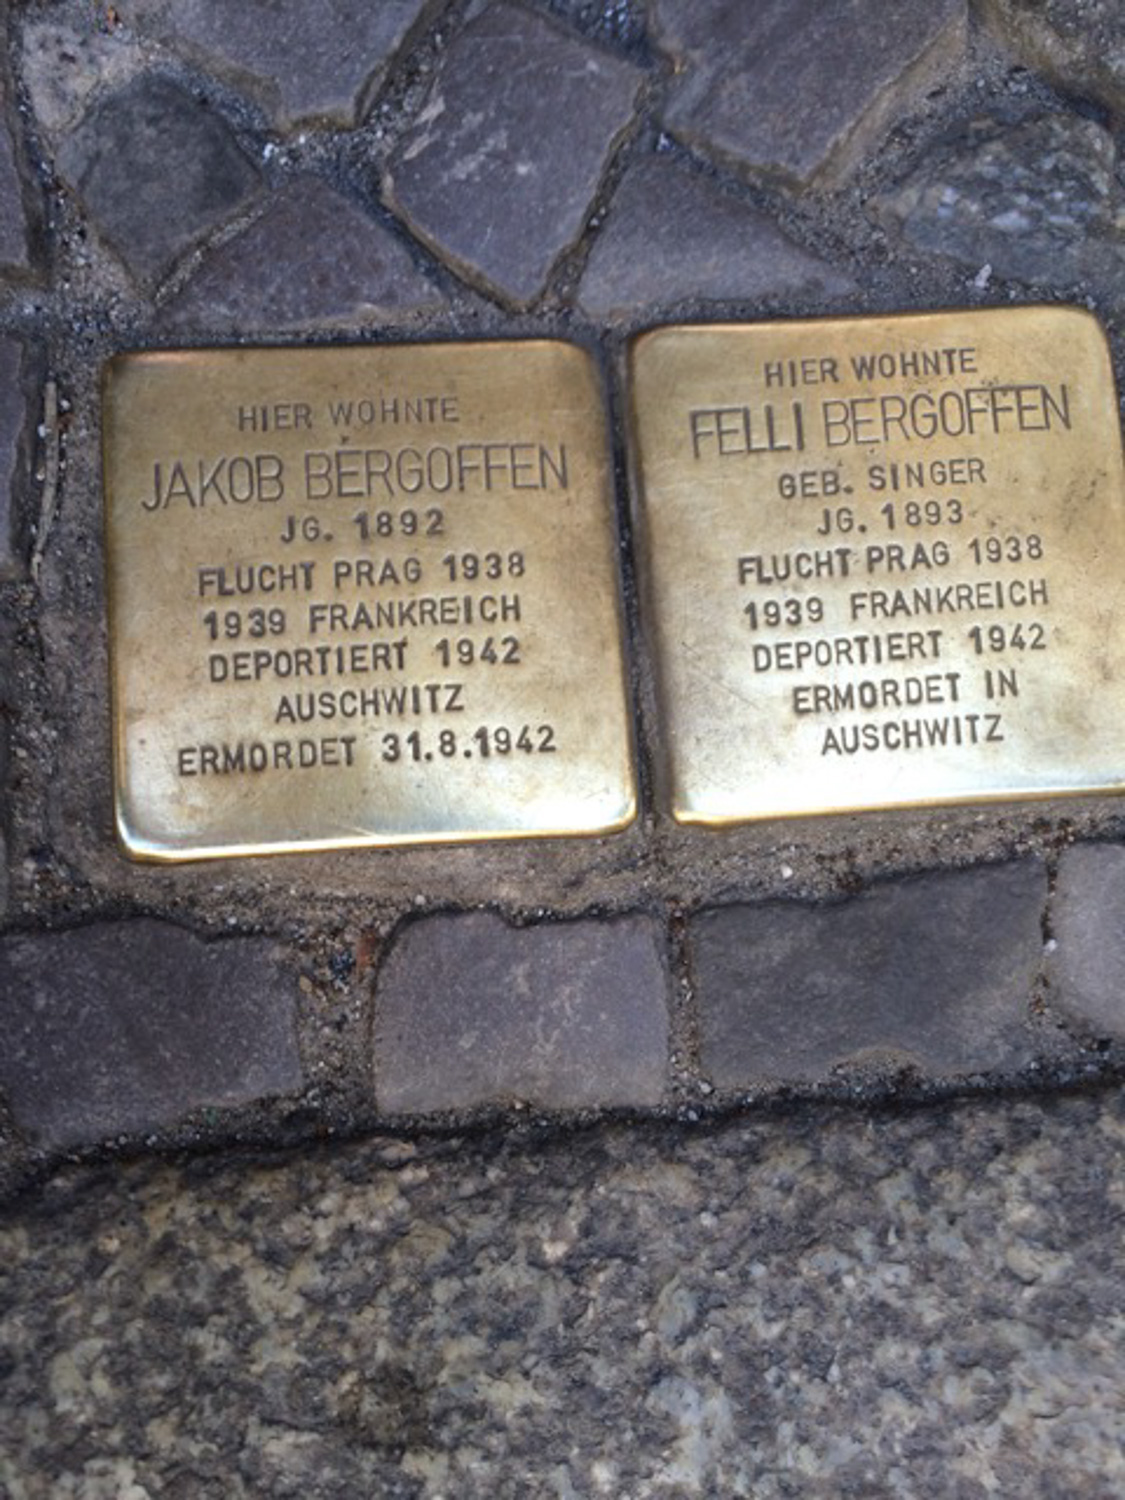 HIER WOHNTE
JAKOB BERGOFFEN
JG. 1892
FLUCHT PRAG 1938
1939 FRANKREICH
DEPORTIERT 1942
AUSCHWITZ
ERMORDET 31.8.1942
HIER WOHNTE
FELLI BERGOFFEN
GEB. SINGER
JG. 1893
FLUCHT PRAG 1938
1939 FRANKREICH
DEPORTIERT 1942
ERMORDET IN
AUSCHWITZ